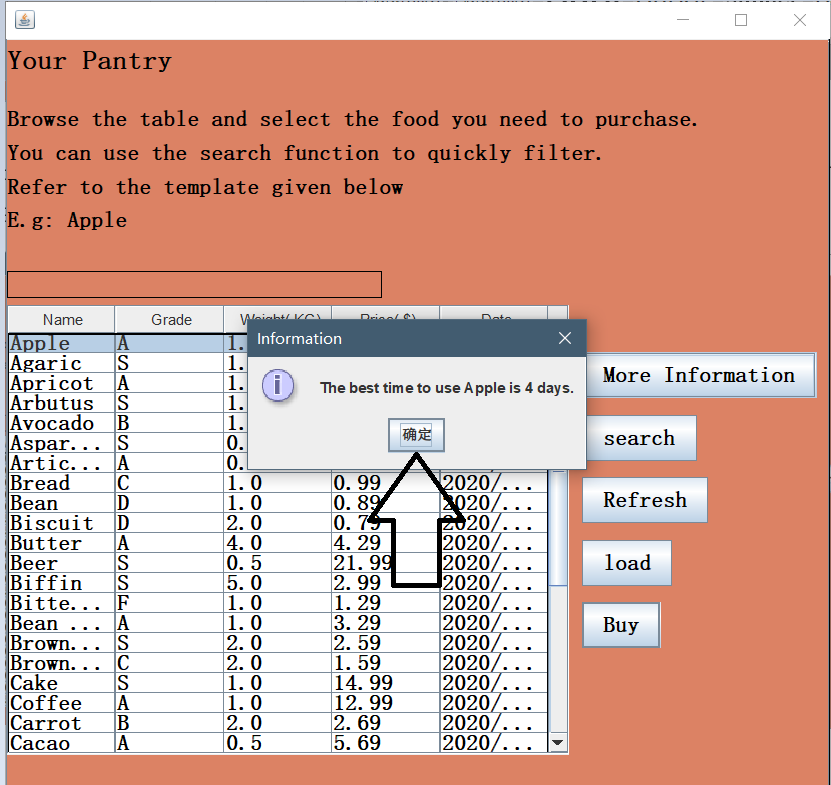 Your Pantry
Browse the table and select the food you need to purchase.
You can use the search function to quickly filter.
Refer to the template given below
E.g: Apple
Name Grade Weight( KG) Price( $) Date
Information
Apple A 1.
Agaric S 1.
Apricot A 1.
Arbutus S 1.
Avocado B 1.
Aspar... S 0.
Artic... A 0.
The best time to use Apple is 4 days.
确定
Bread C 1.0 0.99 2020/...
Bean D 1.0 0.89 2020/...
Biscuit D 2.0 0.79 2020/...
Butter A 4.0 4.29 2020/...
Beer S 0.5 21.99 2020/...
Biffin S 5.0 2.99 2020/...
Bitte... F 1.0 1.29 2020/...
Bean ... A 1.0 3.29 2020/...
Brown... S 2.0 2.59 2020/...
Brown... C 2.0 1.59 2020/...
Cake S 1.0 14.99 2020/...
Coffee A 1.0 12.99 2020/...
Carrot B 2.0 2.69 2020/...
Cacao A 0.5 5.69 2020/...
More Information
search
Refresh
load
Buy